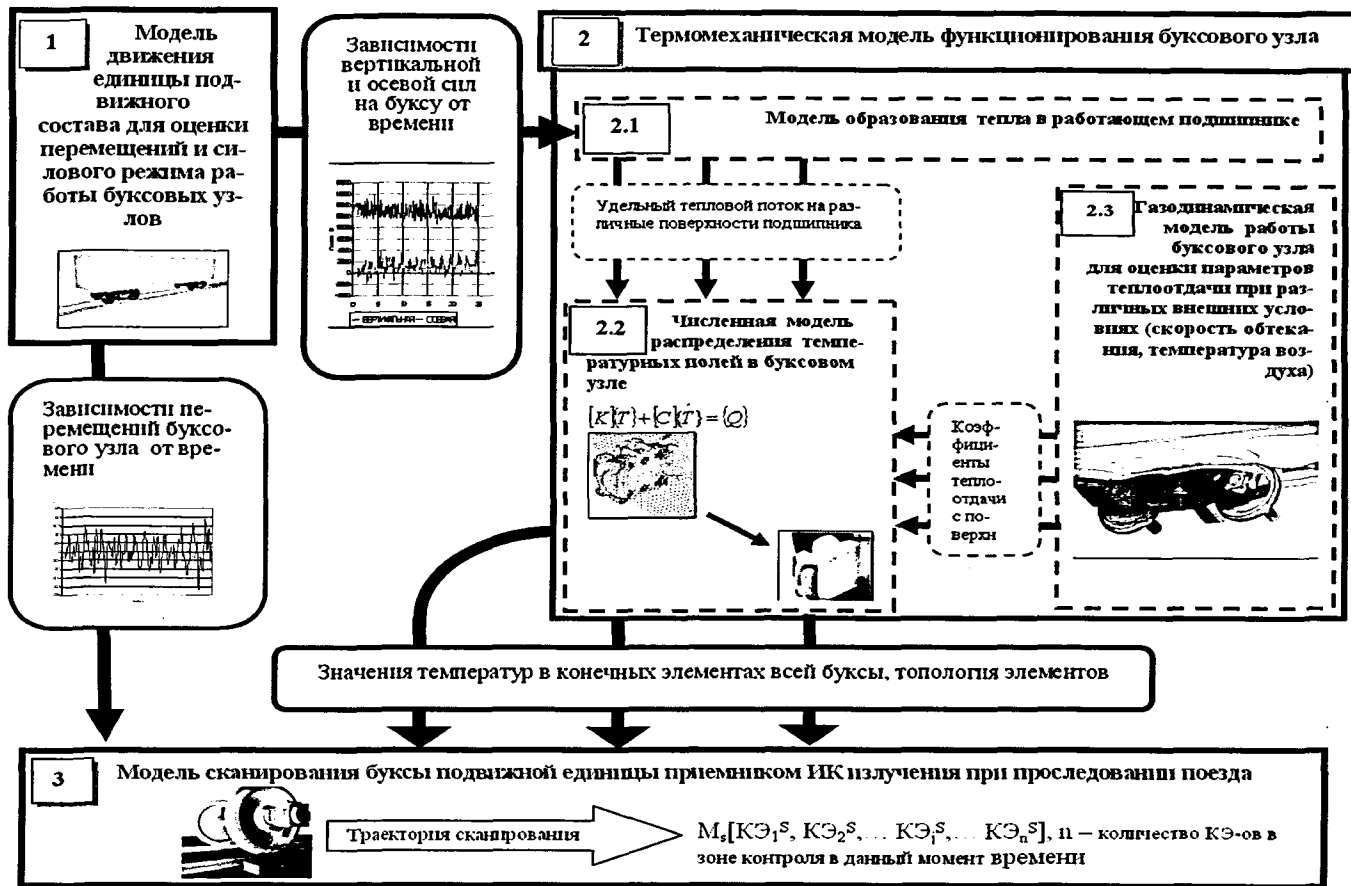 1
Модель
движения
единицы под-
вижного
состава для оценки
перемещений и си-
лового режима ра-
боты буксовых уз-
лов
Зависимости
вертикальной
и осевой сил
на буксу от
времени
ВЕРТИКАЛЬНАЯ
ОСЕВАЯ
2 Термомеханическая модель функционирования буксового узла
2.1 Модель образования тепла в работающем подшипнике
Удельный тепловой поток на раз-
личные поверхности подшипника
2.2 Численная модель
распределения темпе-
ратурных полей в буксовом
узле
[K]{T}+[C]{Ṫ}={Q}
2.3 Газодинамическая
модель работы
буксового узла
для оценки параметров
теплоотдачи при раз-
личных внешних усло-
виях (скорость обтека-
ния, температура воз-
духа)
Коэф-
фици-
енты
тепло-
отдачи
с по-
верхн
Зависимости пе-
ремещений буксо-
вого узла от вре-
мени
Значения температур в конечных элементах всей буксы, топология элементов
3 Модель сканирования буксы подвижной единицы приемником ИК излучения при проследовании поезда
Траектория сканирования
Mₛ[КЭ₁ˢ, КЭ₂ˢ,... КЭⱼˢ,... КЭₙˢ], n – количество КЭ-ов в
зоне контроля в данный момент времени